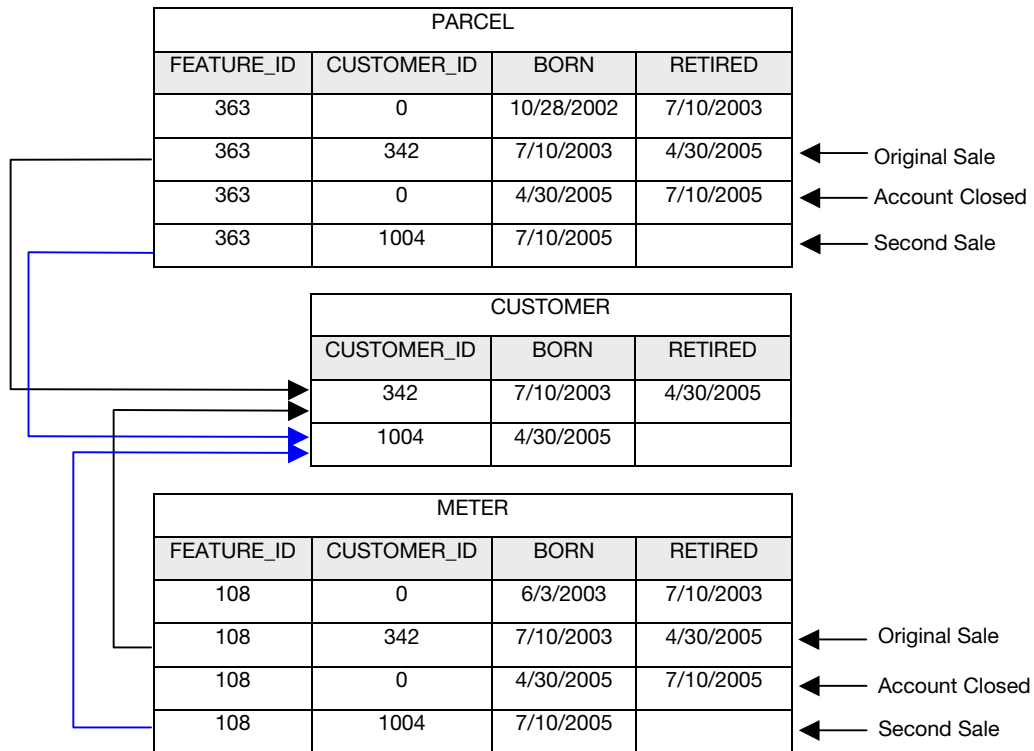 PARCEL
FEATURE_ID CUSTOMER_ID BORN RETIRED
363 0 10/28/2002 7/10/2003
363 342 7/10/2003 4/30/2005 Original Sale
363 0 4/30/2005 7/10/2005 Account Closed
363 1004 7/10/2005 Second Sale
CUSTOMER
CUSTOMER_ID BORN RETIRED
342 7/10/2003 4/30/2005
1004 4/30/2005
METER
FEATURE_ID CUSTOMER_ID BORN RETIRED
108 0 6/3/2003 7/10/2003
108 342 7/10/2003 4/30/2005 Original Sale
108 0 4/30/2005 7/10/2005 Account Closed
108 1004 7/10/2005 Second Sale